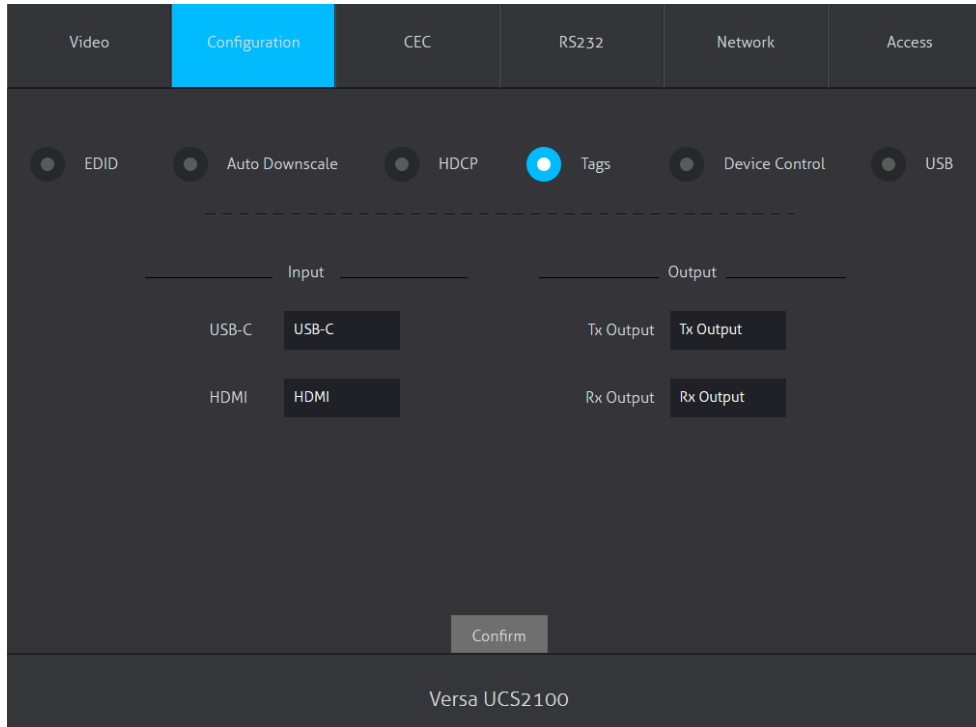 Video Configuration CEC RS232 Network Access
EDID Auto Downscale HDCP Tags Device Control USB
Input Output
USB-C USB-C Tx Output Tx Output
HDMI HDMI Rx Output Rx Output
Confirm
Versa UCS2100